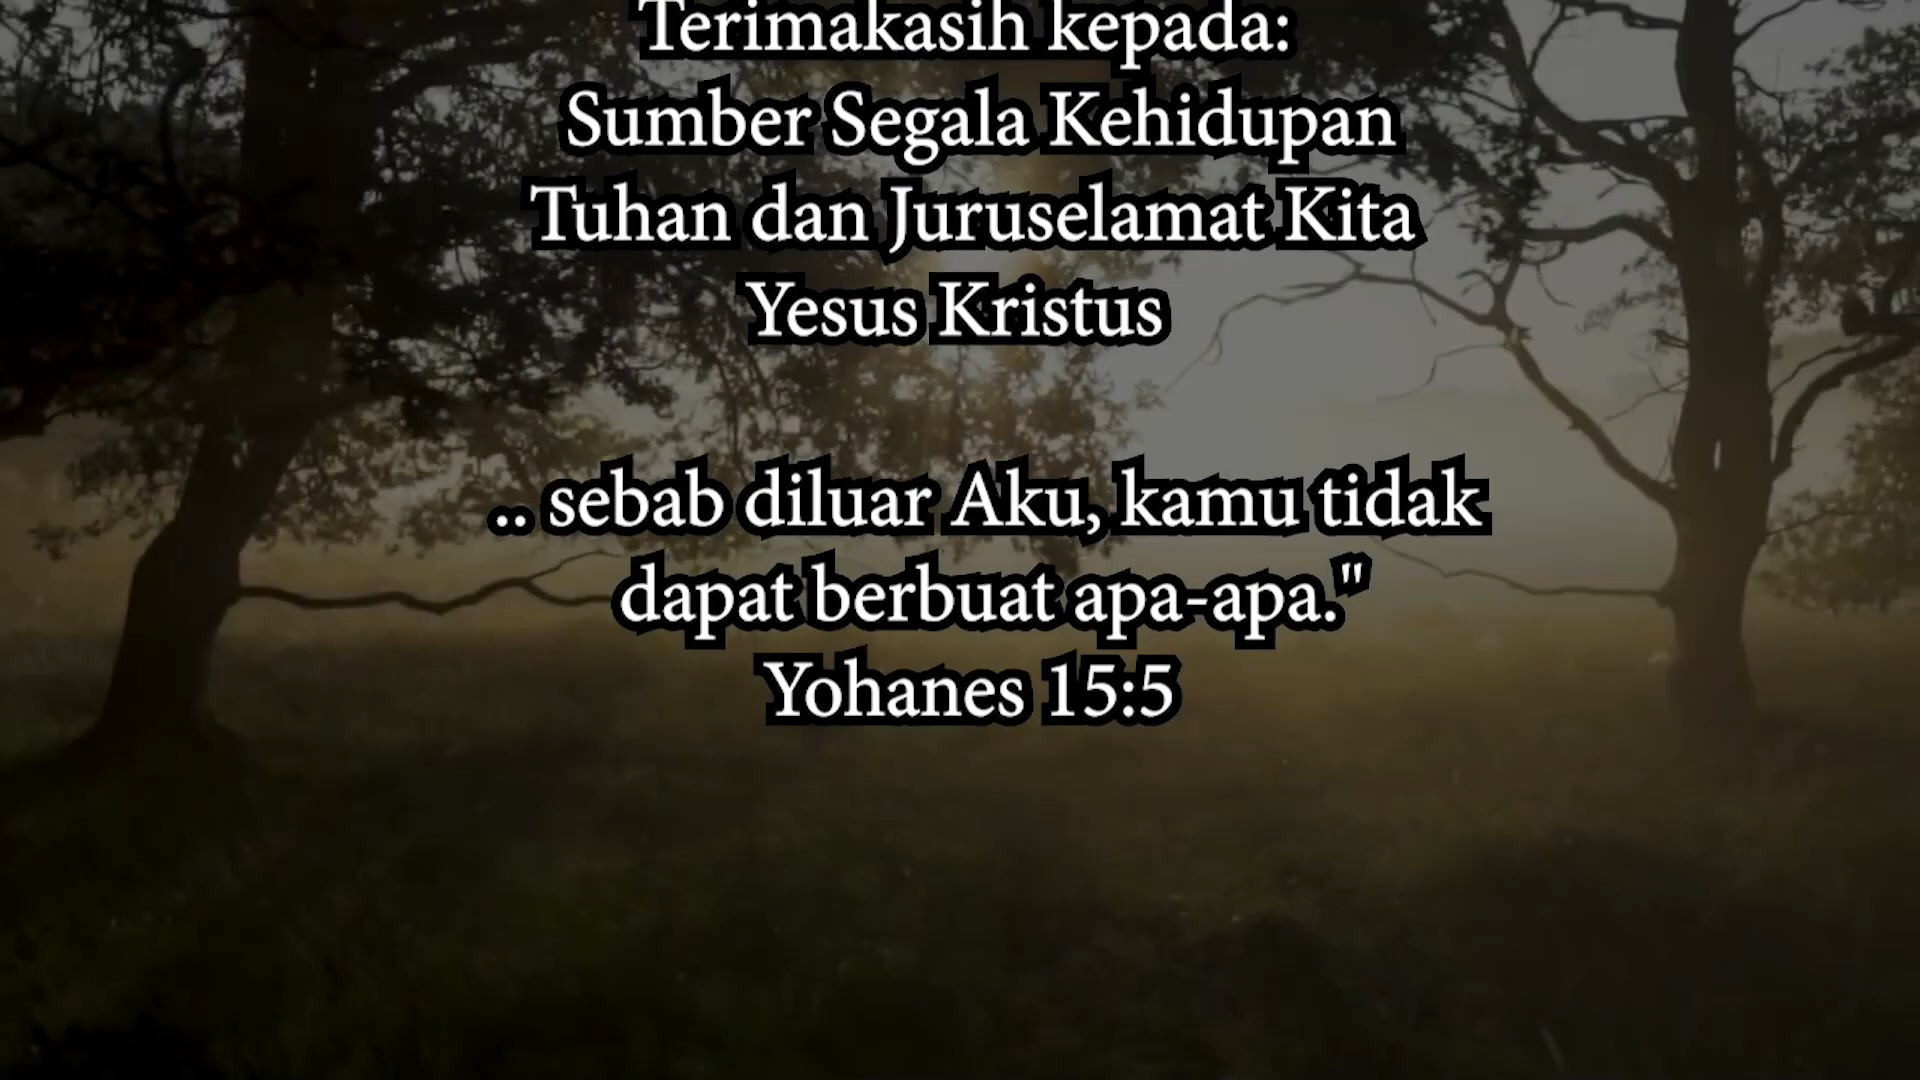 Terimakasih kepada:
Sumber Segala Kehidupan
Tuhan dan Juruselamat Kita
Yesus Kristus
.. sebab diluar Aku, kamu tidak
dapat berbuat apa-apa."
Yohanes 15:5